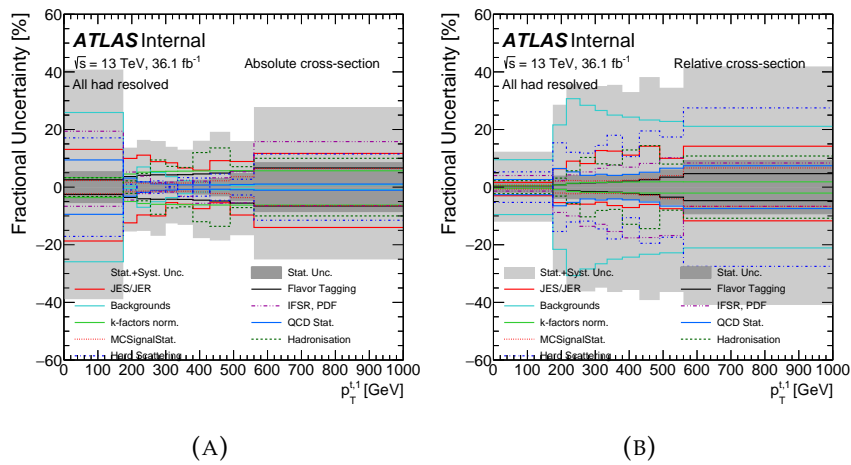 Fractional Uncertainty [%]
60
40
20
0
−20
−40
−60
ATLAS Internal
√s = 13 TeV, 36.1 fb⁻¹
Absolute cross-section
All had resolved
Stat.+Syst. Unc.
Stat. Unc.
JES/JER
Flavor Tagging
Backgrounds
IFSR, PDF
k-factors norm.
QCD Stat.
MCSignalStat.
Hadronisation
Hard Scattering
0 100 200 300 400 500 600 700 800 900 1000
p_T^{t,1} [GeV]
(A)
Fractional Uncertainty [%]
60
40
20
0
−20
−40
−60
ATLAS Internal
√s = 13 TeV, 36.1 fb⁻¹
Relative cross-section
All had resolved
Stat.+Syst. Unc.
Stat. Unc.
JES/JER
Flavor Tagging
Backgrounds
IFSR, PDF
k-factors norm.
QCD Stat.
MCSignalStat.
Hadronisation
Hard Scattering
0 100 200 300 400 500 600 700 800 900 1000
p_T^{t,1} [GeV]
(B)